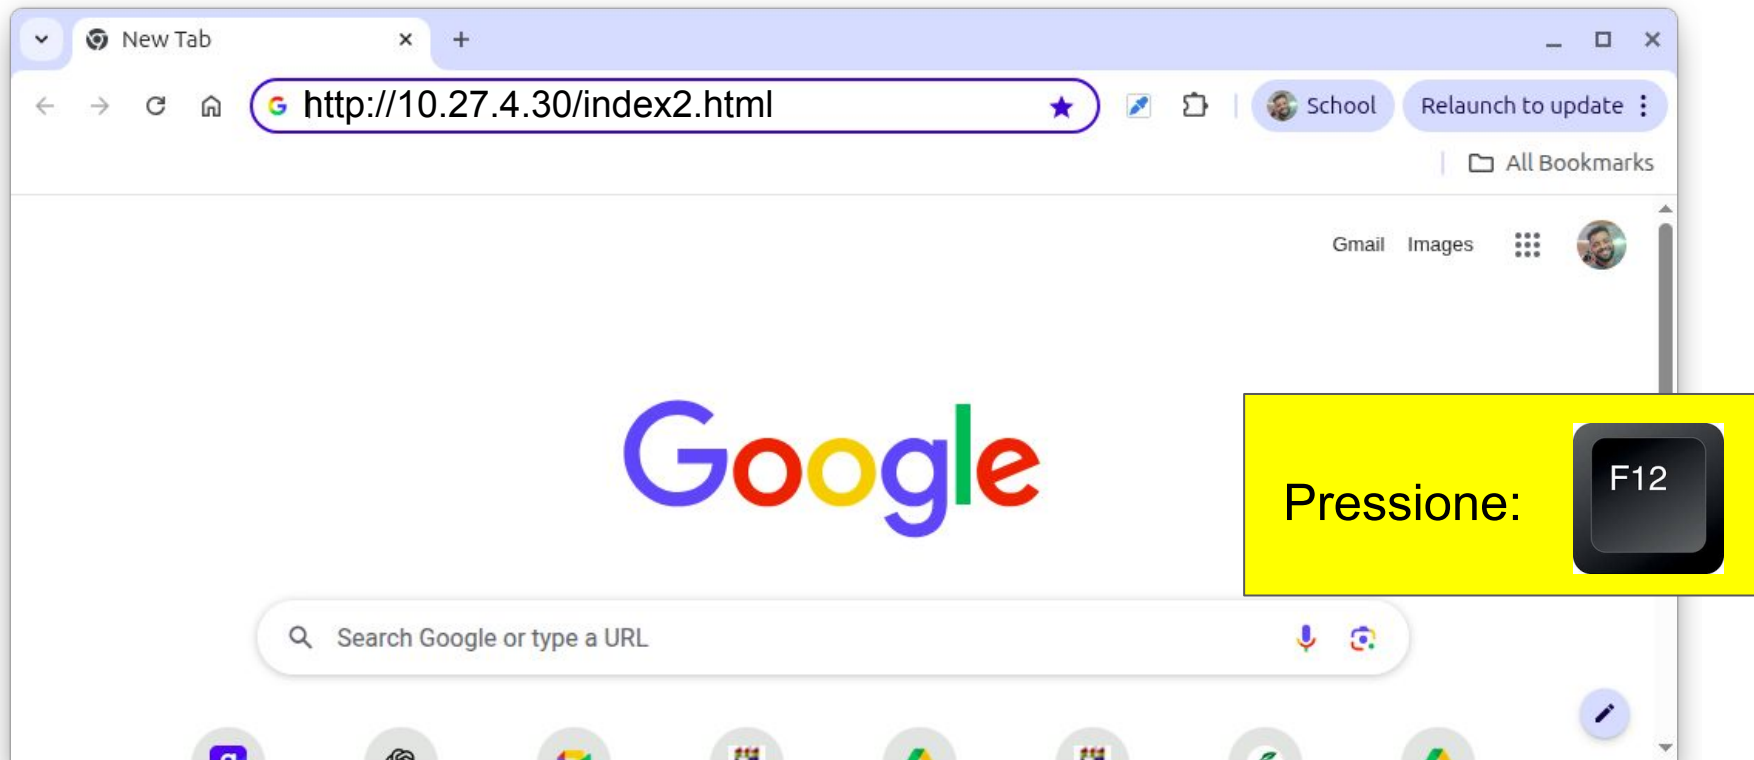 New Tab
http://10.27.4.30/index2.html
School
Relaunch to update
All Bookmarks
Gmail
Images
Google
Pressione:
F12
Search Google or type a URL